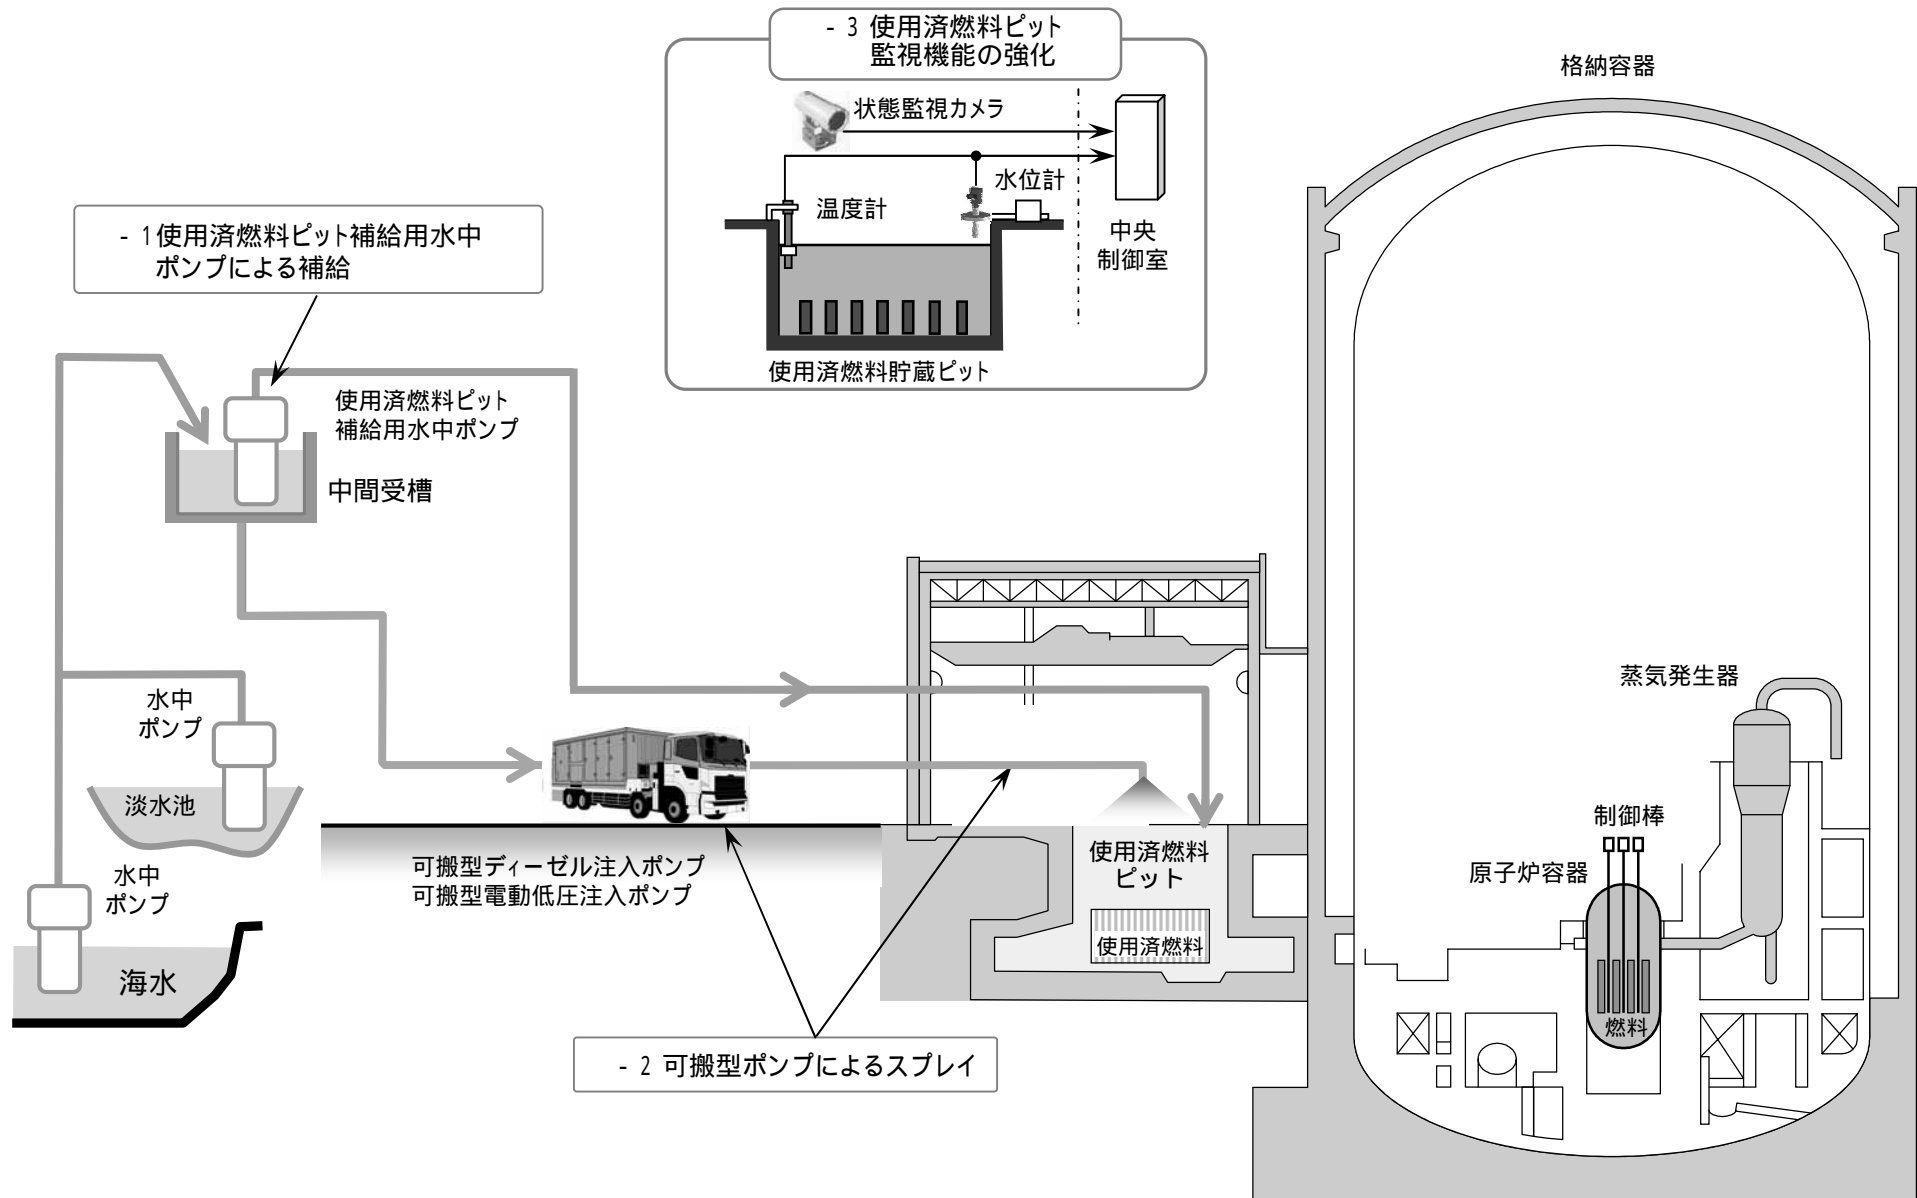 - 3 使用済燃料ピット
監視機能の強化
状態監視カメラ
水位計
温度計
中央
制御室
使用済燃料貯蔵ピット
格納容器
- 1使用済燃料ピット補給用水中
ポンプによる補給
使用済燃料ピット
補給用水中ポンプ
中間受槽
水中
ポンプ
淡水池
水中
ポンプ
海水
可搬型ディーゼル注入ポンプ
可搬型電動低圧注入ポンプ
使用済燃料
ピット
使用済燃料
- 2 可搬型ポンプによるスプレイ
蒸気発生器
制御棒
原子炉容器
燃料